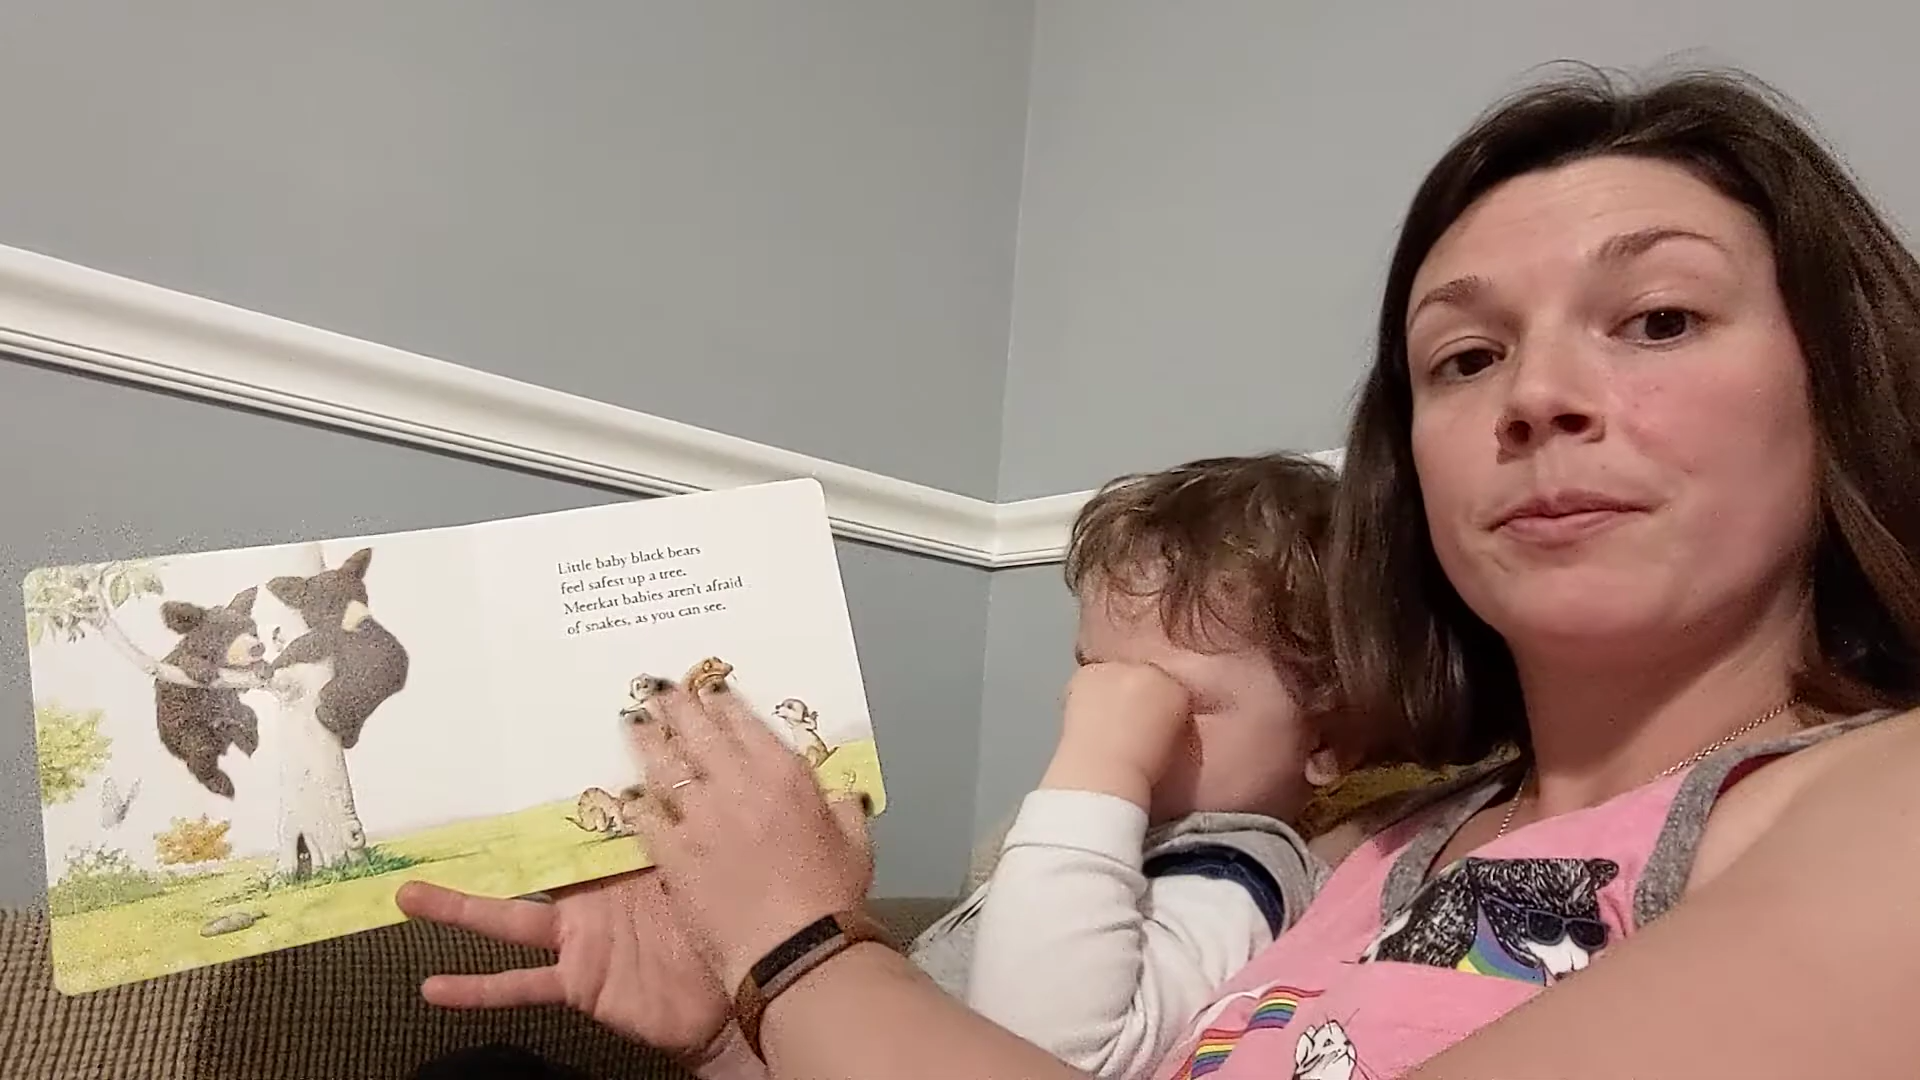 Little baby black bears
feel safest up a tree.
Meerkat babies aren't afraid
of snakes, as you can see.